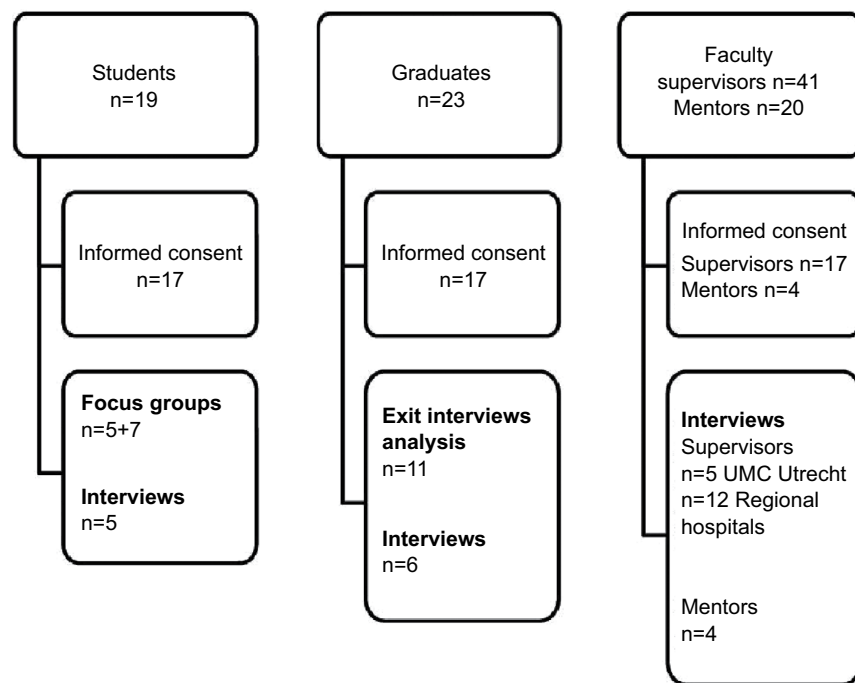 Students
n=19
Informed consent
n=17
Focus groups
n=5+7
Interviews
n=5
Graduates
n=23
Informed consent
n=17
Exit interviews
analysis
n=11
Interviews
n=6
Faculty
supervisors n=41
Mentors n=20
Informed consent
Supervisors n=17
Mentors n=4
Interviews
Supervisors
n=5 UMC Utrecht
n=12 Regional
hospitals
Mentors
n=4